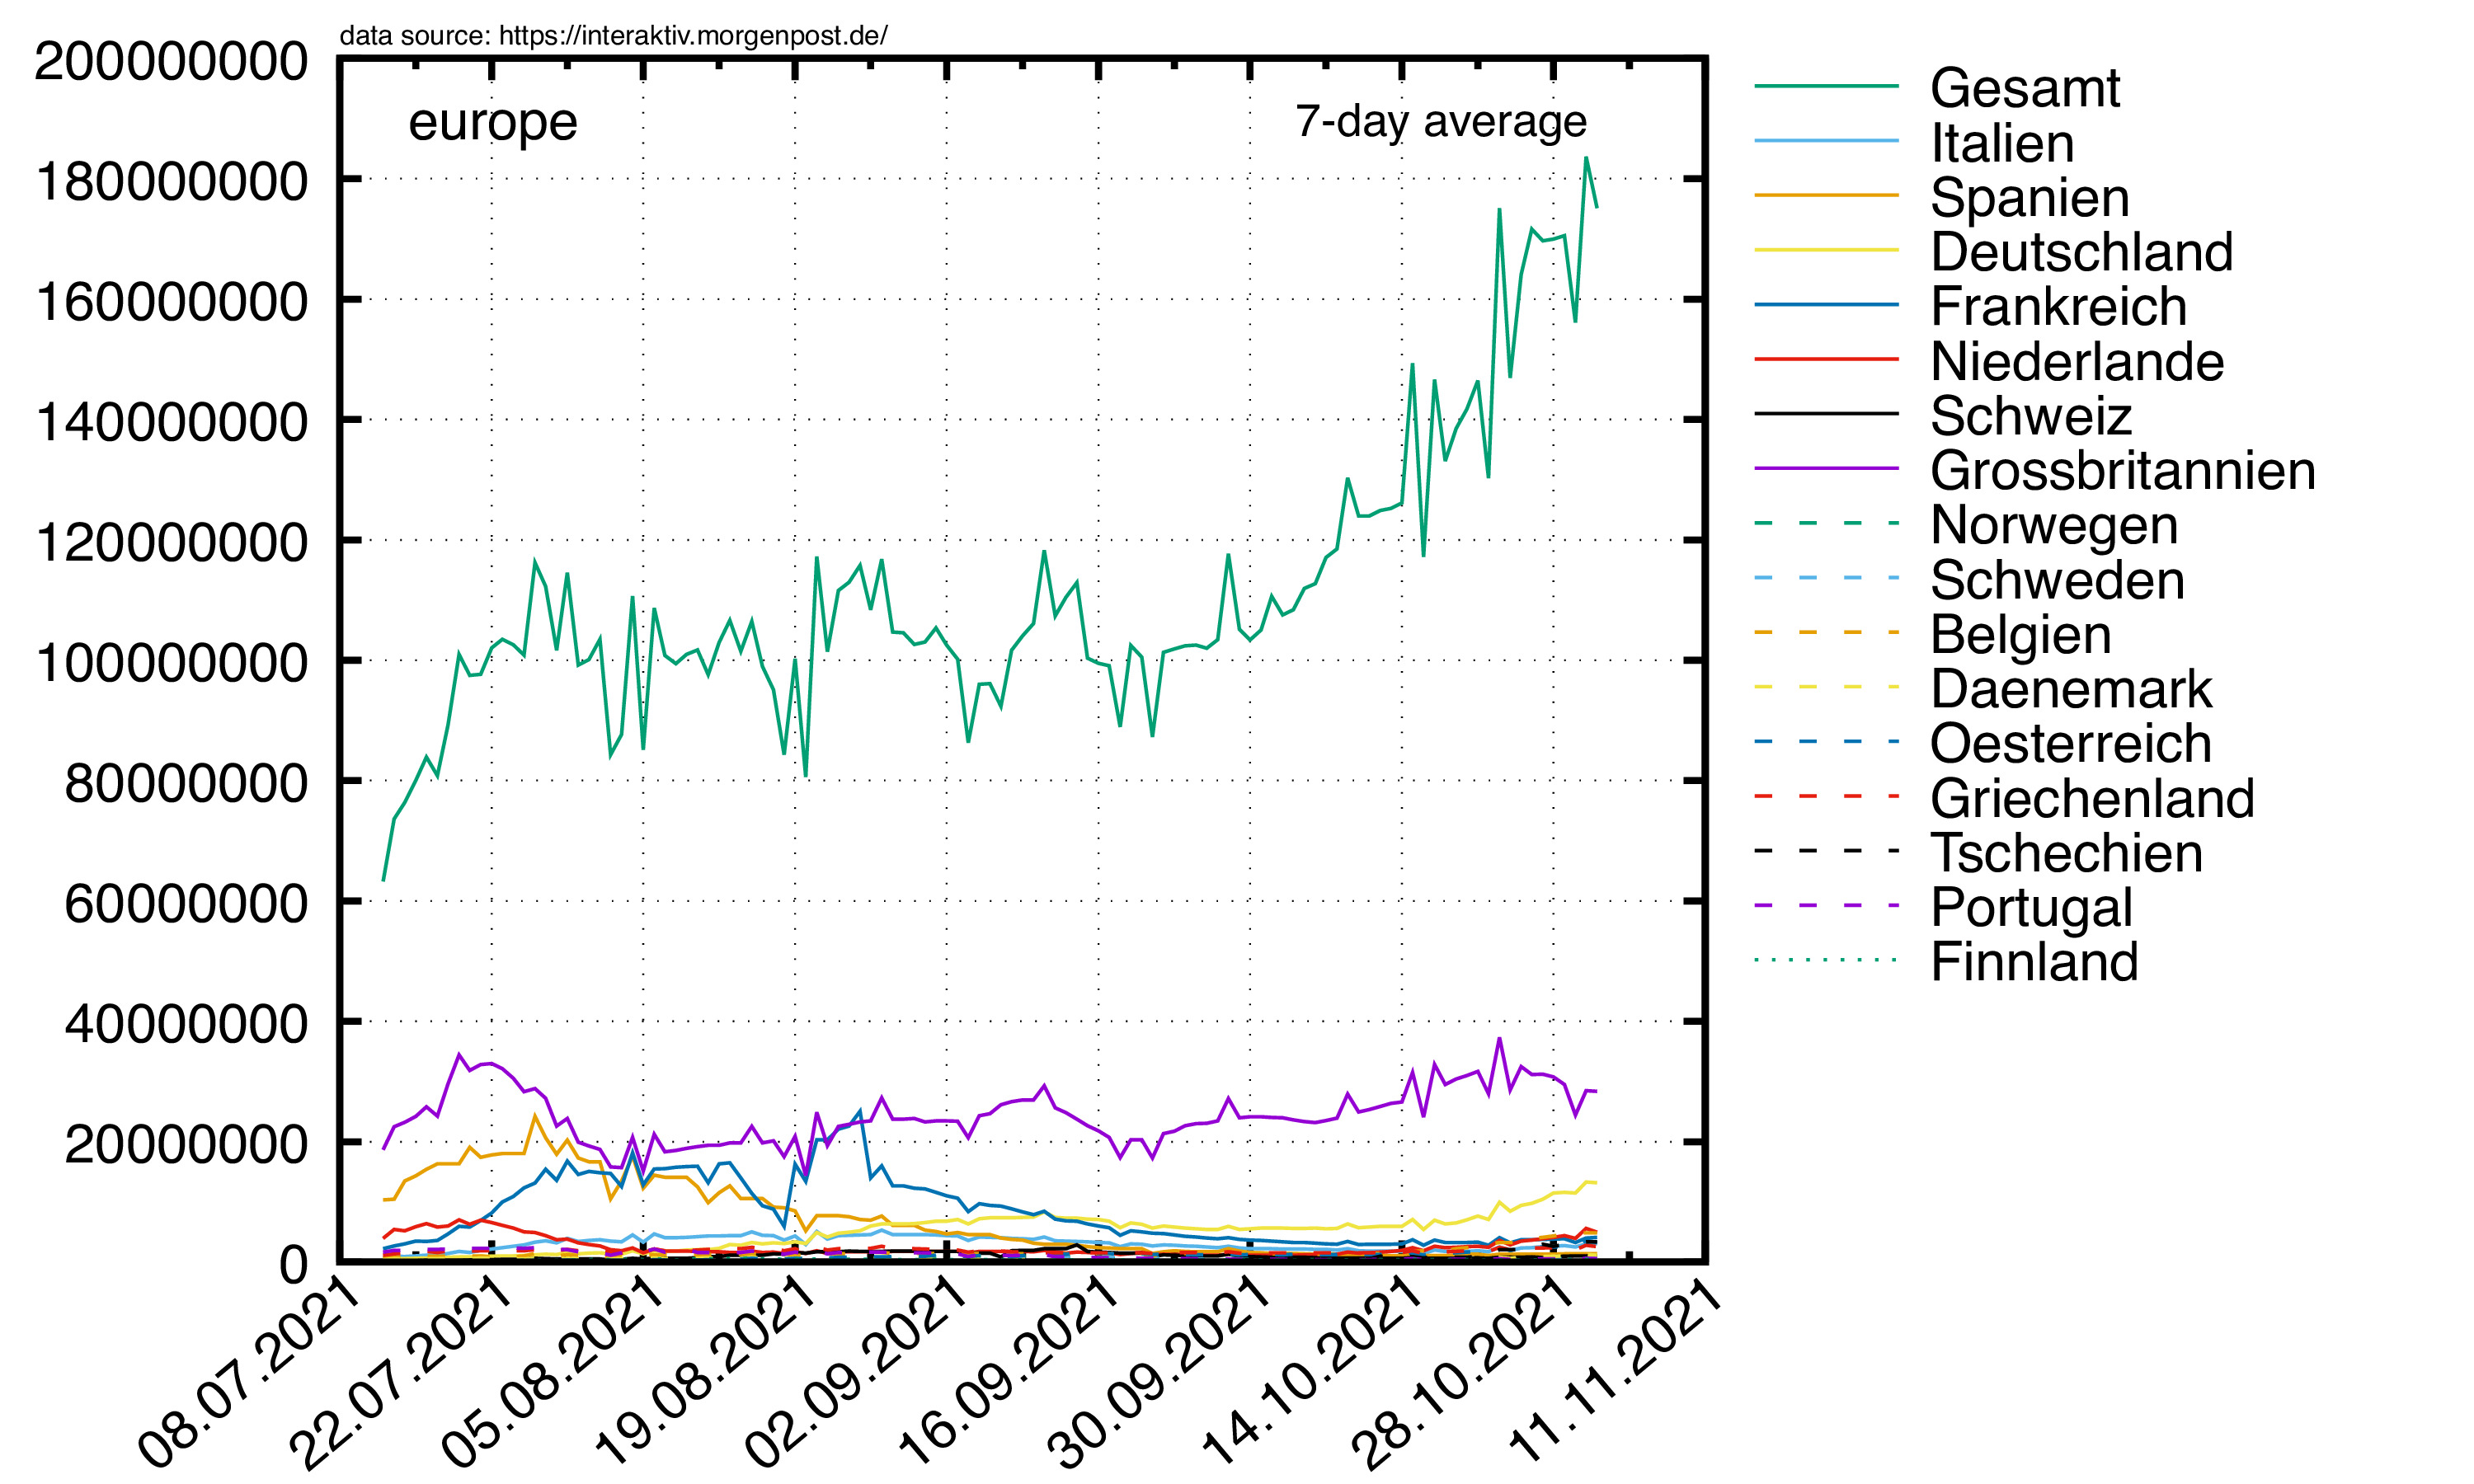 data source: https://interaktiv.morgenpost.de/
europe
7-day average
200000000
180000000
160000000
140000000
120000000
100000000
80000000
60000000
40000000
20000000
0
08.07.2021
22.07.2021
05.08.2021
19.08.2021
02.09.2021
16.09.2021
30.09.2021
14.10.2021
28.10.2021
11.11.2021
Gesamt
Italien
Spanien
Deutschland
Frankreich
Niederlande
Schweiz
Grossbritannien
Norwegen
Schweden
Belgien
Daenemark
Oesterreich
Griechenland
Tschechien
Portugal
Finnland